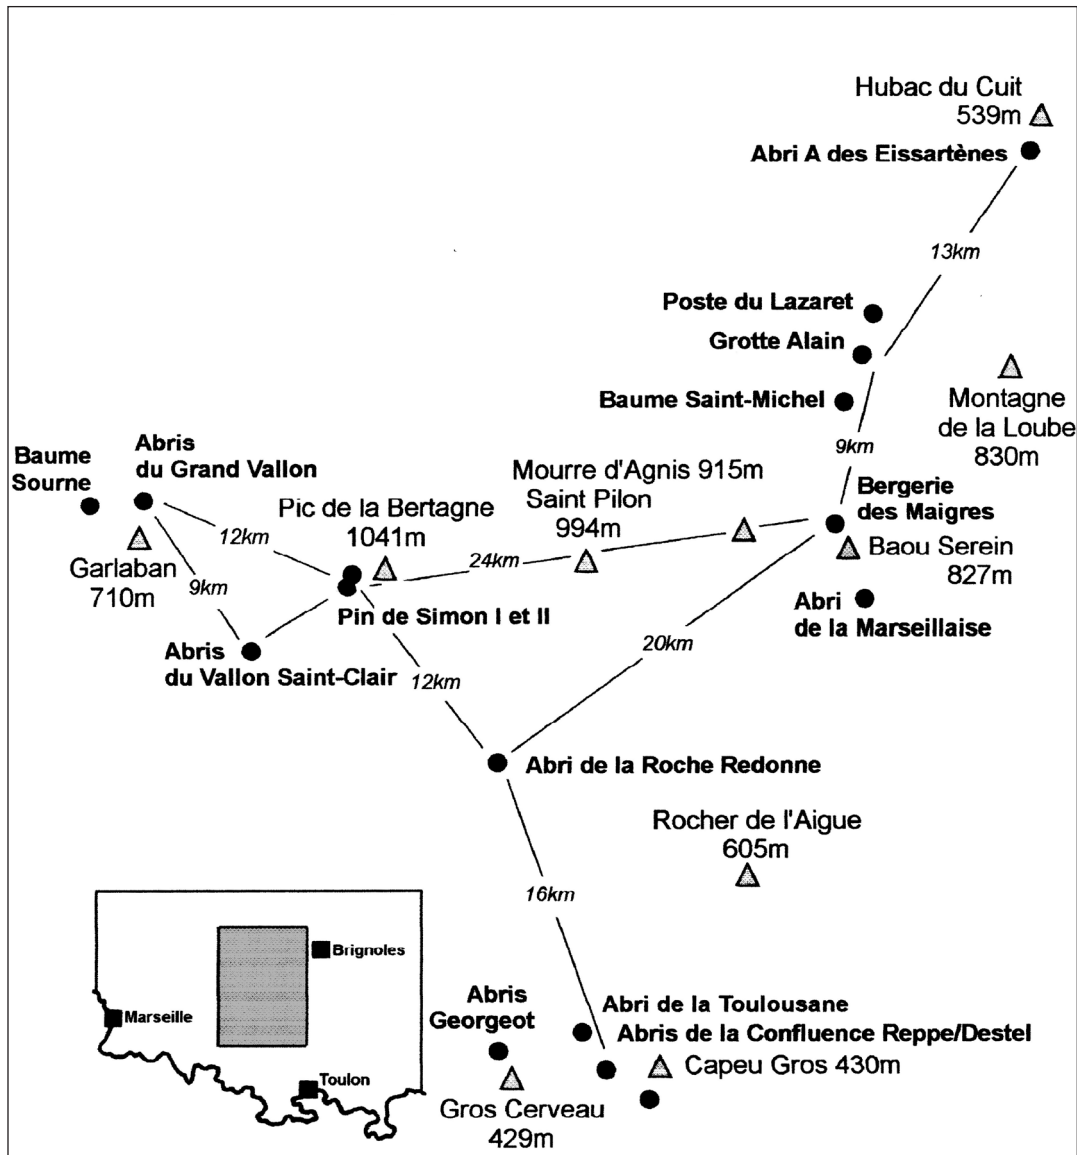 Hubac du Cuit
539m
Abri A des Eissartènes
13km
Poste du Lazaret
Grotte Alain
Baume Saint-Michel
Montagne
de la Loube
830m
9km
Baume
Sourne
Abris
du Grand Vallon
Mourre d'Agnis 915m
Saint Pilon
994m
Pic de la Bertagne
1041m
Bergerie
des Maigres
12km
24km
Baou Serein
827m
Garlaban
710m
9km
Pin de Simon I et II
Abri
de la Marseillaise
Abris
du Vallon Saint-Clair
12km
20km
Abri de la Roche Redonne
Rocher de l'Aigue
605m
16km
Brignoles
Marseille
Toulon
Abris
Georgeot
Abri de la Toulousane
Abris de la Confluence Reppe/Destel
Capeu Gros 430m
Gros Cerveau
429m